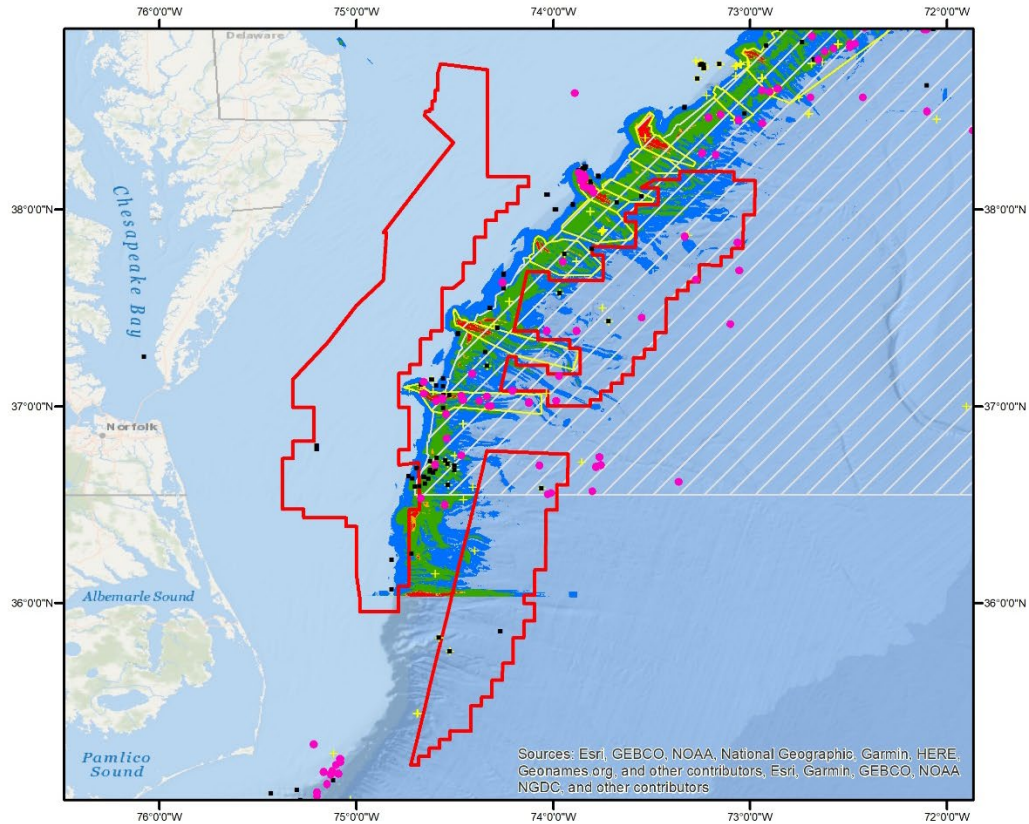 76°0'0"W 75°0'0"W 74°0'0"W 73°0'0"W 72°0'0"W
Delaware
Chesapeake Bay
38°0'0"N 38°0'0"N
37°0'0"N 37°0'0"N
Norfolk
36°0'0"N 36°0'0"N
Albemarle Sound
Pamlico
Sound
Sources: Esri, GEBCO, NOAA, National Geographic, Garmin, HERE,
Geonames.org, and other contributors, Esri, Garmin, GEBCO, NOAA
NGDC, and other contributors
76°0'0"W 75°0'0"W 74°0'0"W 73°0'0"W 72°0'0"W